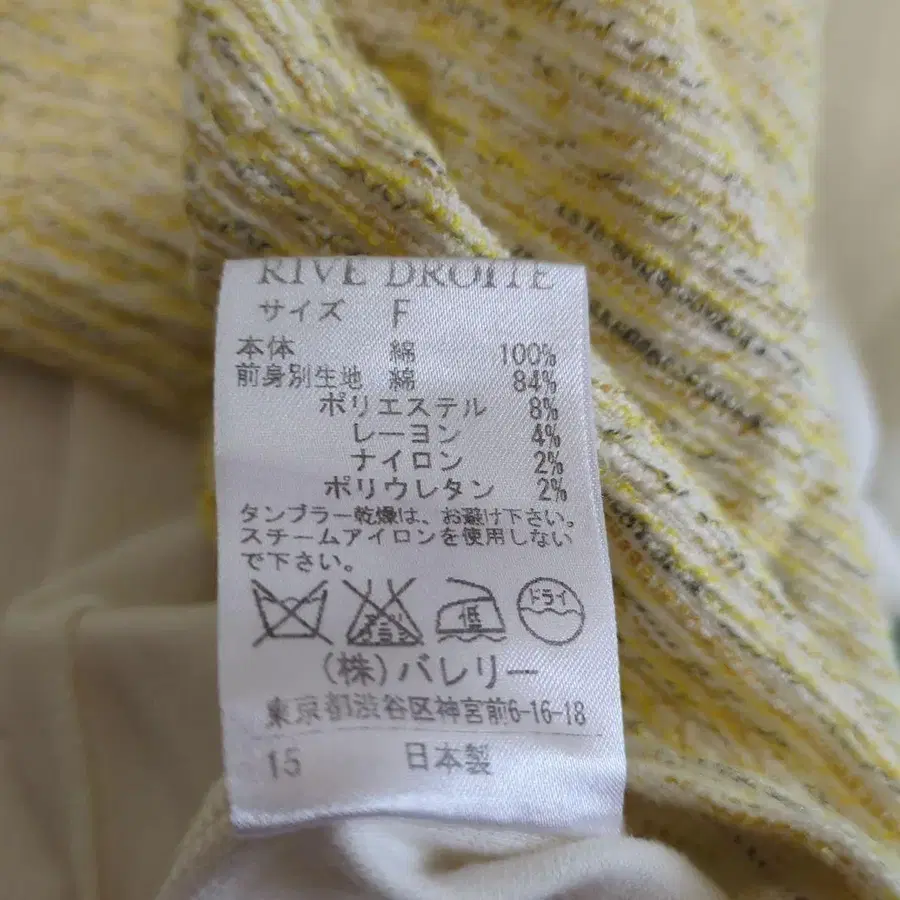 RIVE DROITE
サイズ F
本体 綿 100%
前身別生地 綿 84%
ポリエステル 8%
レーヨン 4%
ナイロン 2%
ポリウレタン 2%
タンブラー乾燥は、お避け下さい。
スチームアイロンを使用しない
で下さい。
低 ドライ
(株)バレリー
東京都渋谷区神宮前6-16-18
15 日本製